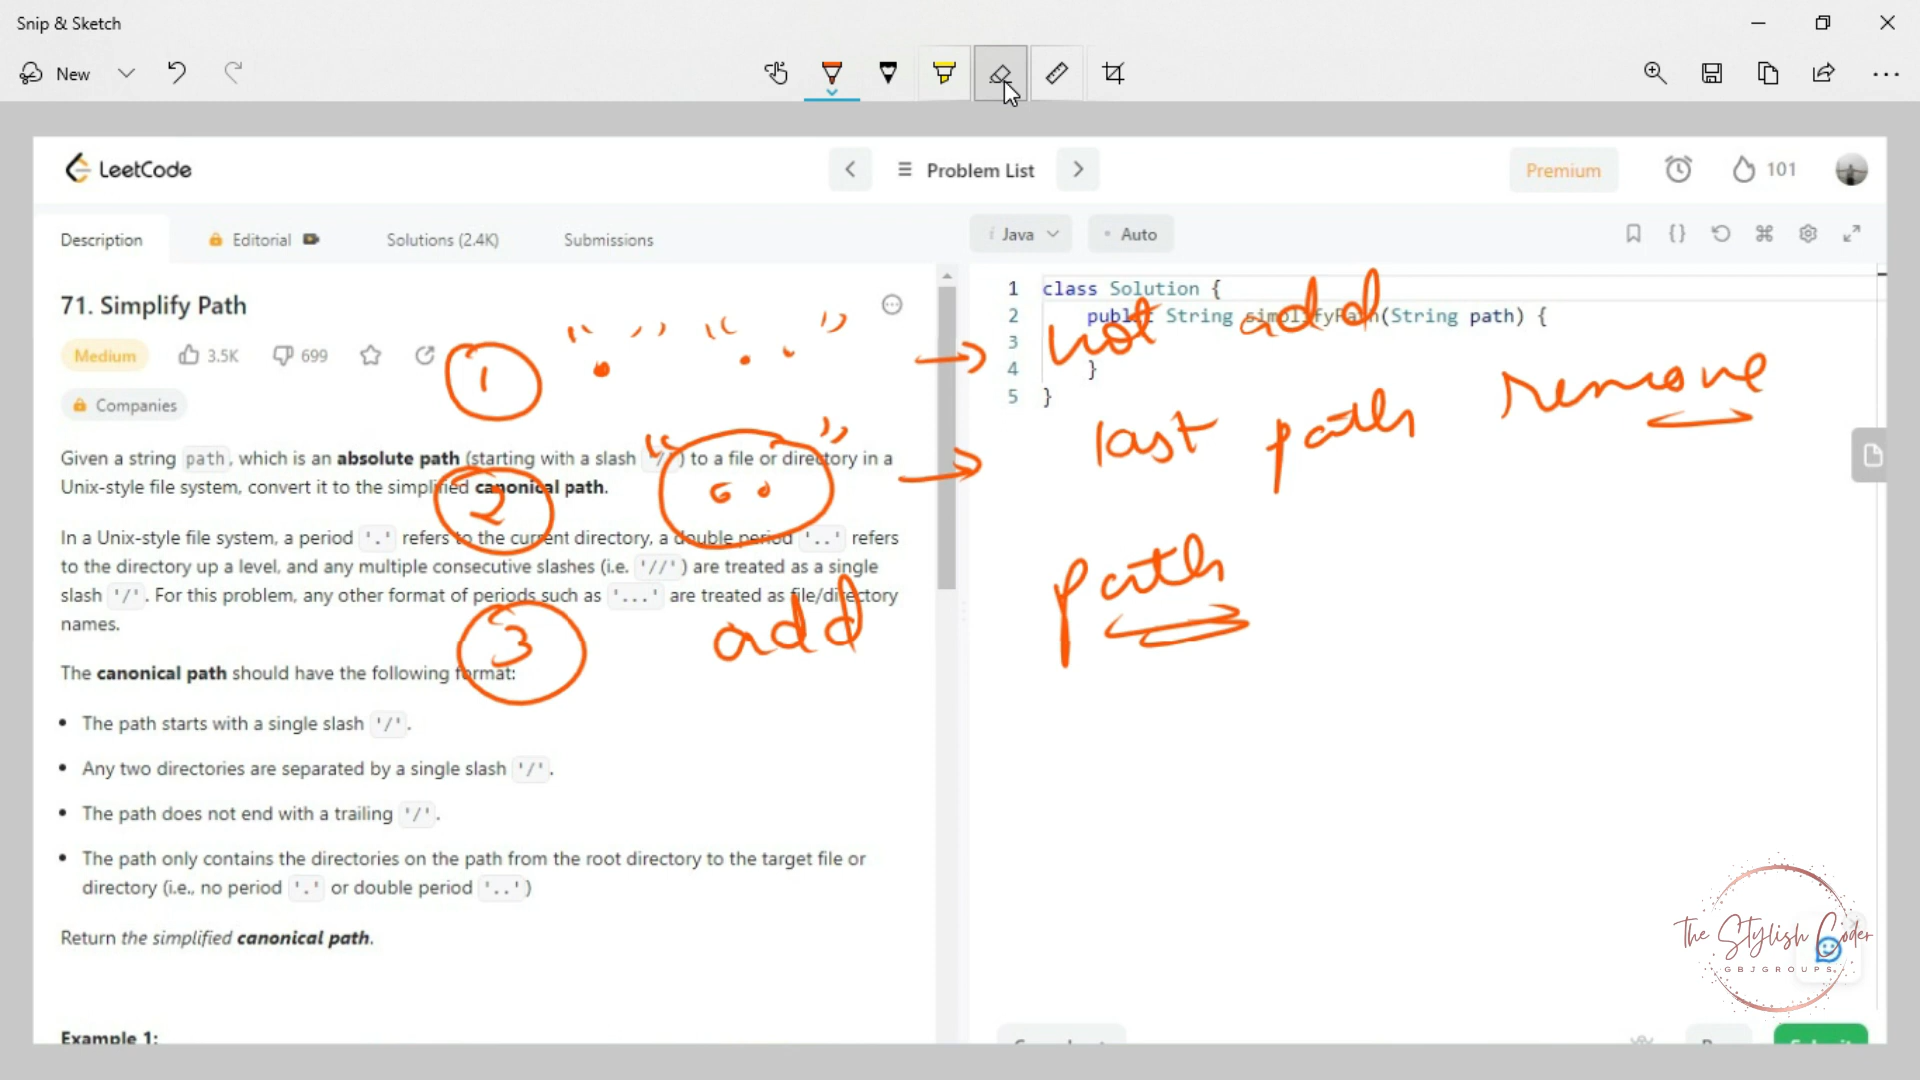 Snip & Sketch
New
LeetCode
Problem List
Premium
101
Description
Editorial
Solutions (2.4K)
Submissions
Java
Auto
71. Simplify Path
Medium
3.5K
699
Companies
Given a string path, which is an absolute path (starting with a slash '/') to a file or directory in a
Unix-style file system, convert it to the simplified canonical path.
In a Unix-style file system, a period '.' refers to the current directory, a double period '..' refers
to the directory up a level, and any multiple consecutive slashes (i.e. '//') are treated as a single
slash '/'. For this problem, any other format of periods such as '...' are treated as file/directory
names.
The canonical path should have the following format:
• The path starts with a single slash '/'.
• Any two directories are separated by a single slash '/'.
• The path does not end with a trailing '/'.
• The path only contains the directories on the path from the root directory to the target file or
directory (i.e., no period '.' or double period '..')
Return the simplified canonical path.
Example 1:
1 class Solution {
2 public String simplifyPath(String path) {
3
4 }
5 }
1 "." ". ." → not add
2 ".." → last path remove
3 add path
The Stylish Coder
GBJGROUPS